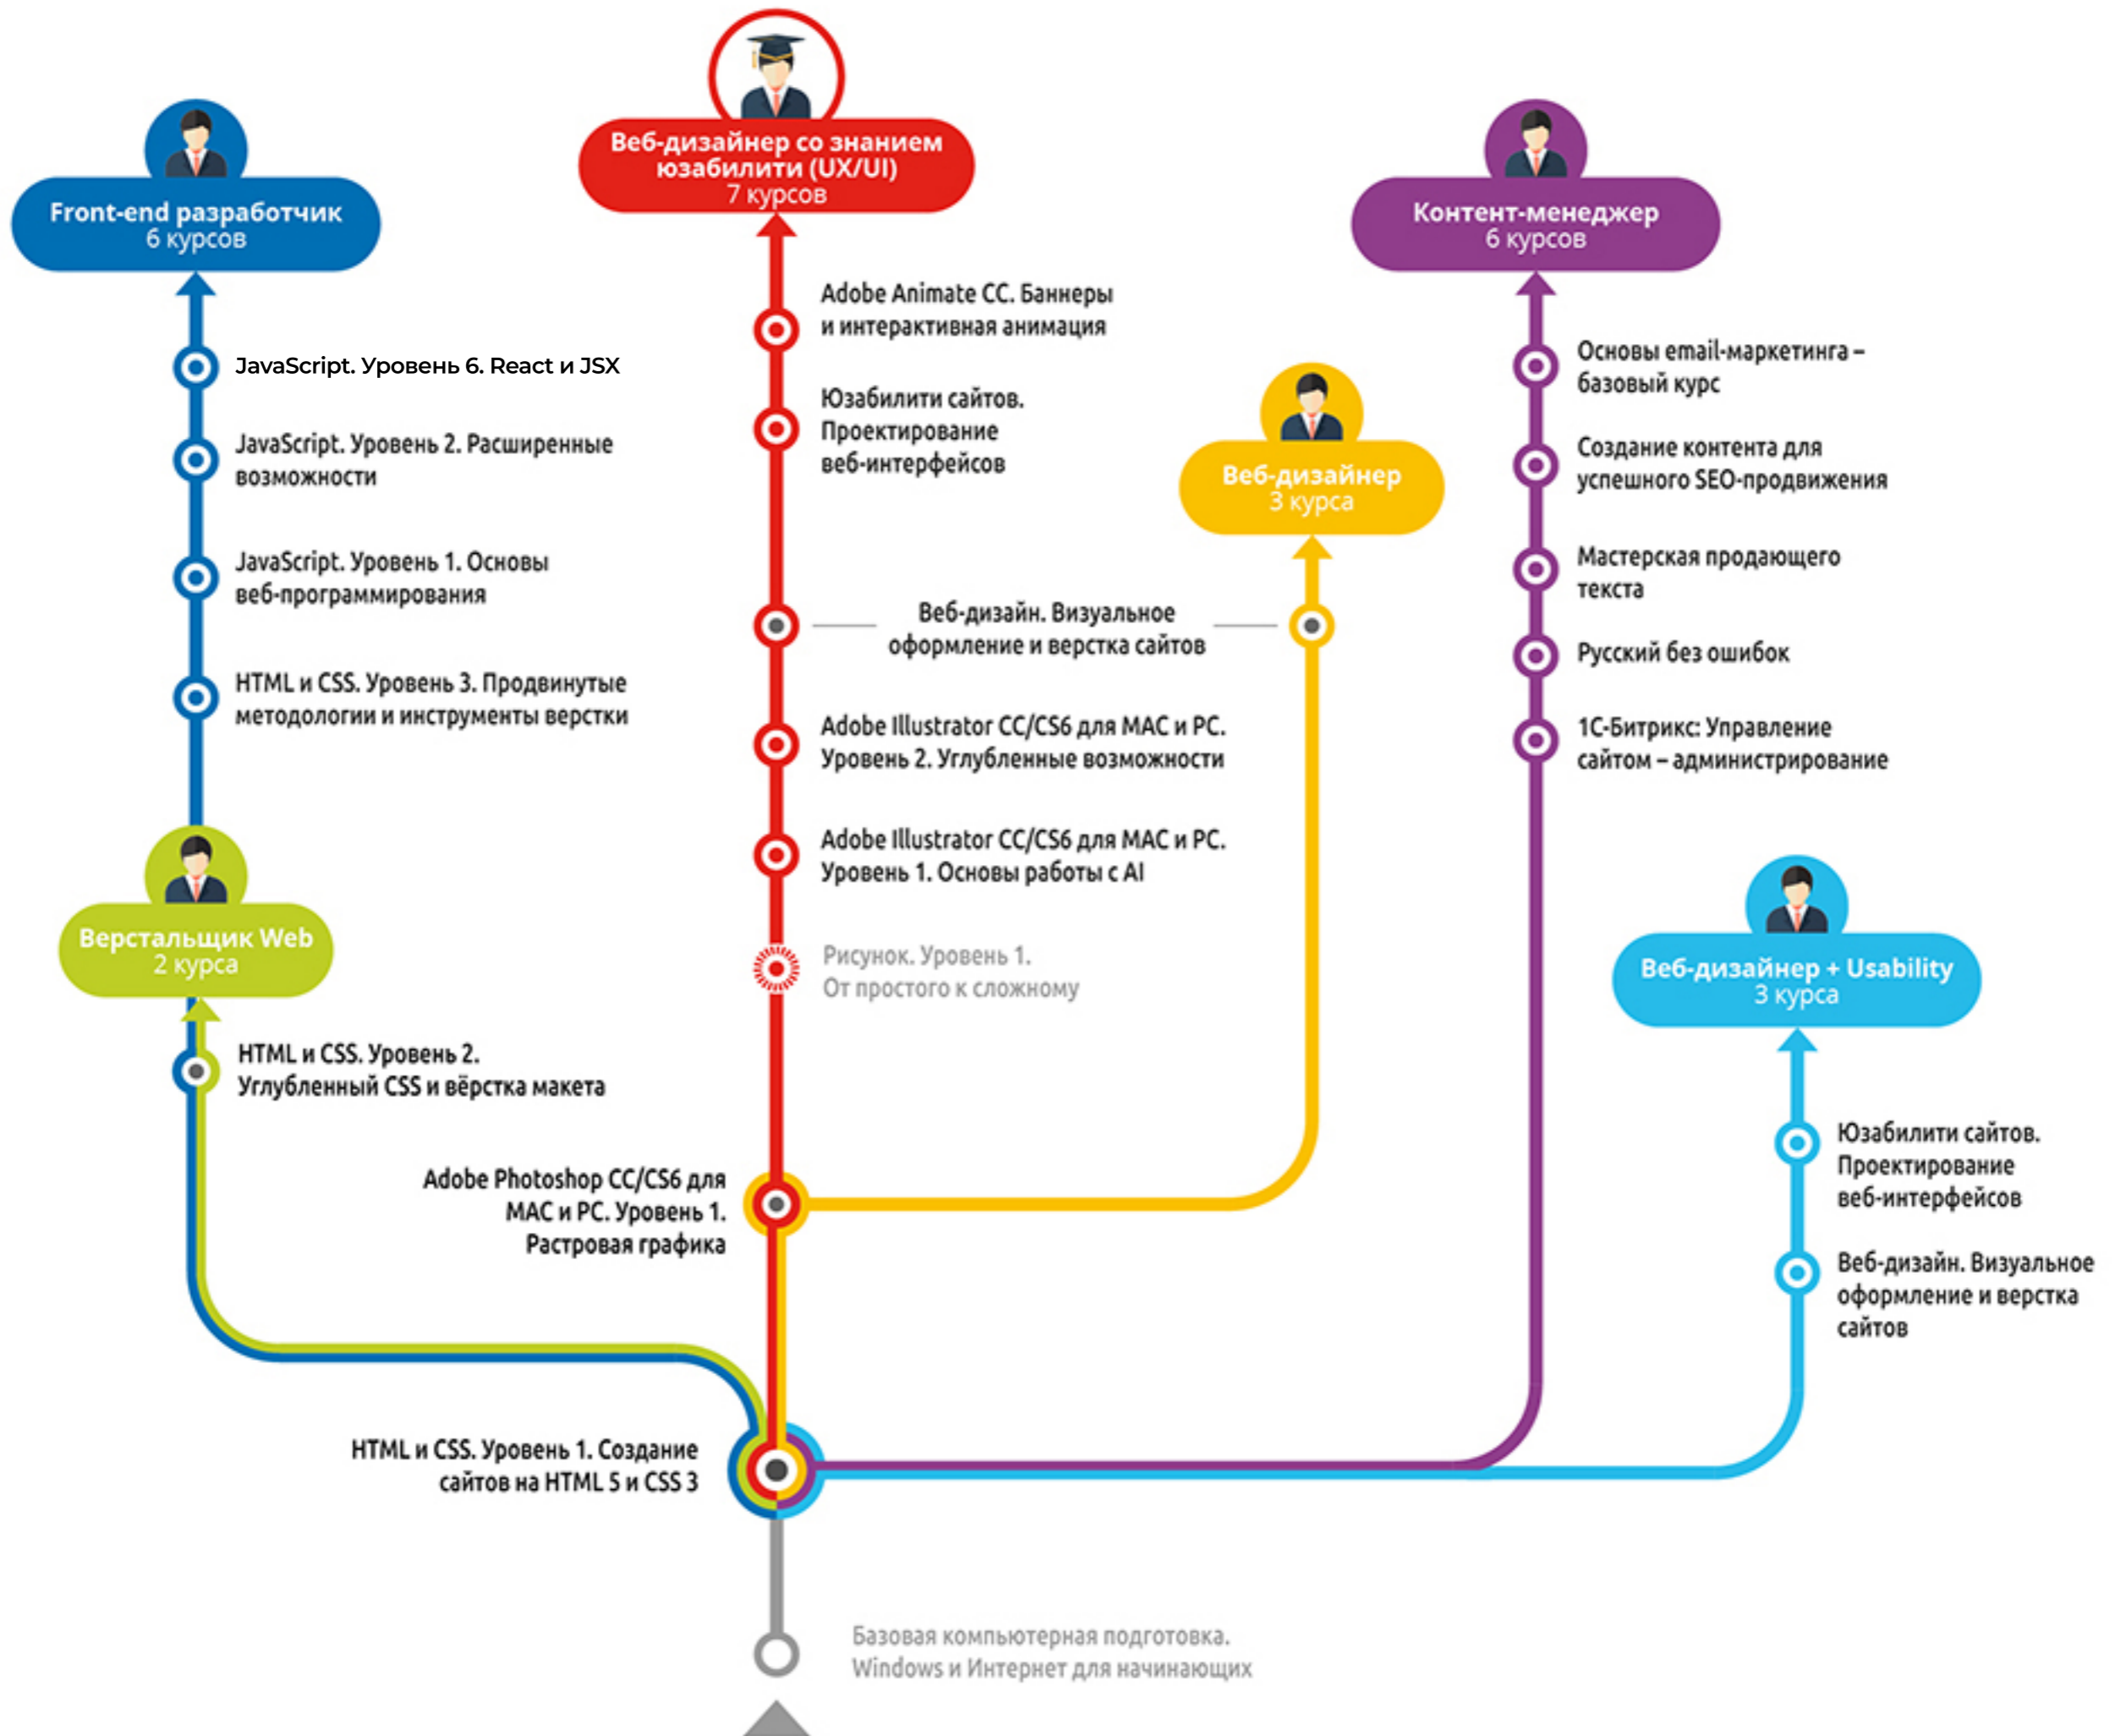 Веб-дизайнер со знанием
юзабилити (UX/UI)
7 курсов
Front-end разработчик
6 курсов
Контент-менеджер
6 курсов
Adobe Animate CC. Баннеры
и интерактивная анимация
Юзабилити сайтов.
Проектирование
веб-интерфейсов
Веб-дизайнер
3 курса
JavaScript. Уровень 6. React и JSX
JavaScript. Уровень 2. Расширенные
возможности
JavaScript. Уровень 1. Основы
веб-программирования
HTML и CSS. Уровень 3. Продвинутые
методологии и инструменты верстки
Основы email-маркетинга –
базовый курс
Создание контента для
успешного SEO-продвижения
Мастерская продающего
текста
Русский без ошибок
1С-Битрикс: Управление
сайтом – администрирование
Веб-дизайн. Визуальное
оформление и верстка сайтов
Adobe Illustrator CC/CS6 для MAC и PC.
Уровень 2. Углубленные возможности
Adobe Illustrator CC/CS6 для MAC и PC.
Уровень 1. Основы работы с AI
Рисунок. Уровень 1.
От простого к сложному
Верстальщик Web
2 курса
Веб-дизайнер + Usability
3 курса
HTML и CSS. Уровень 2.
Углубленный CSS и вёрстка макета
Adobe Photoshop CC/CS6 для
MAC и PC. Уровень 1.
Растровая графика
Юзабилити сайтов.
Проектирование
веб-интерфейсов
Веб-дизайн. Визуальное
оформление и верстка
сайтов
HTML и CSS. Уровень 1. Создание
сайтов на HTML 5 и CSS 3
Базовая компьютерная подготовка.
Windows и Интернет для начинающих